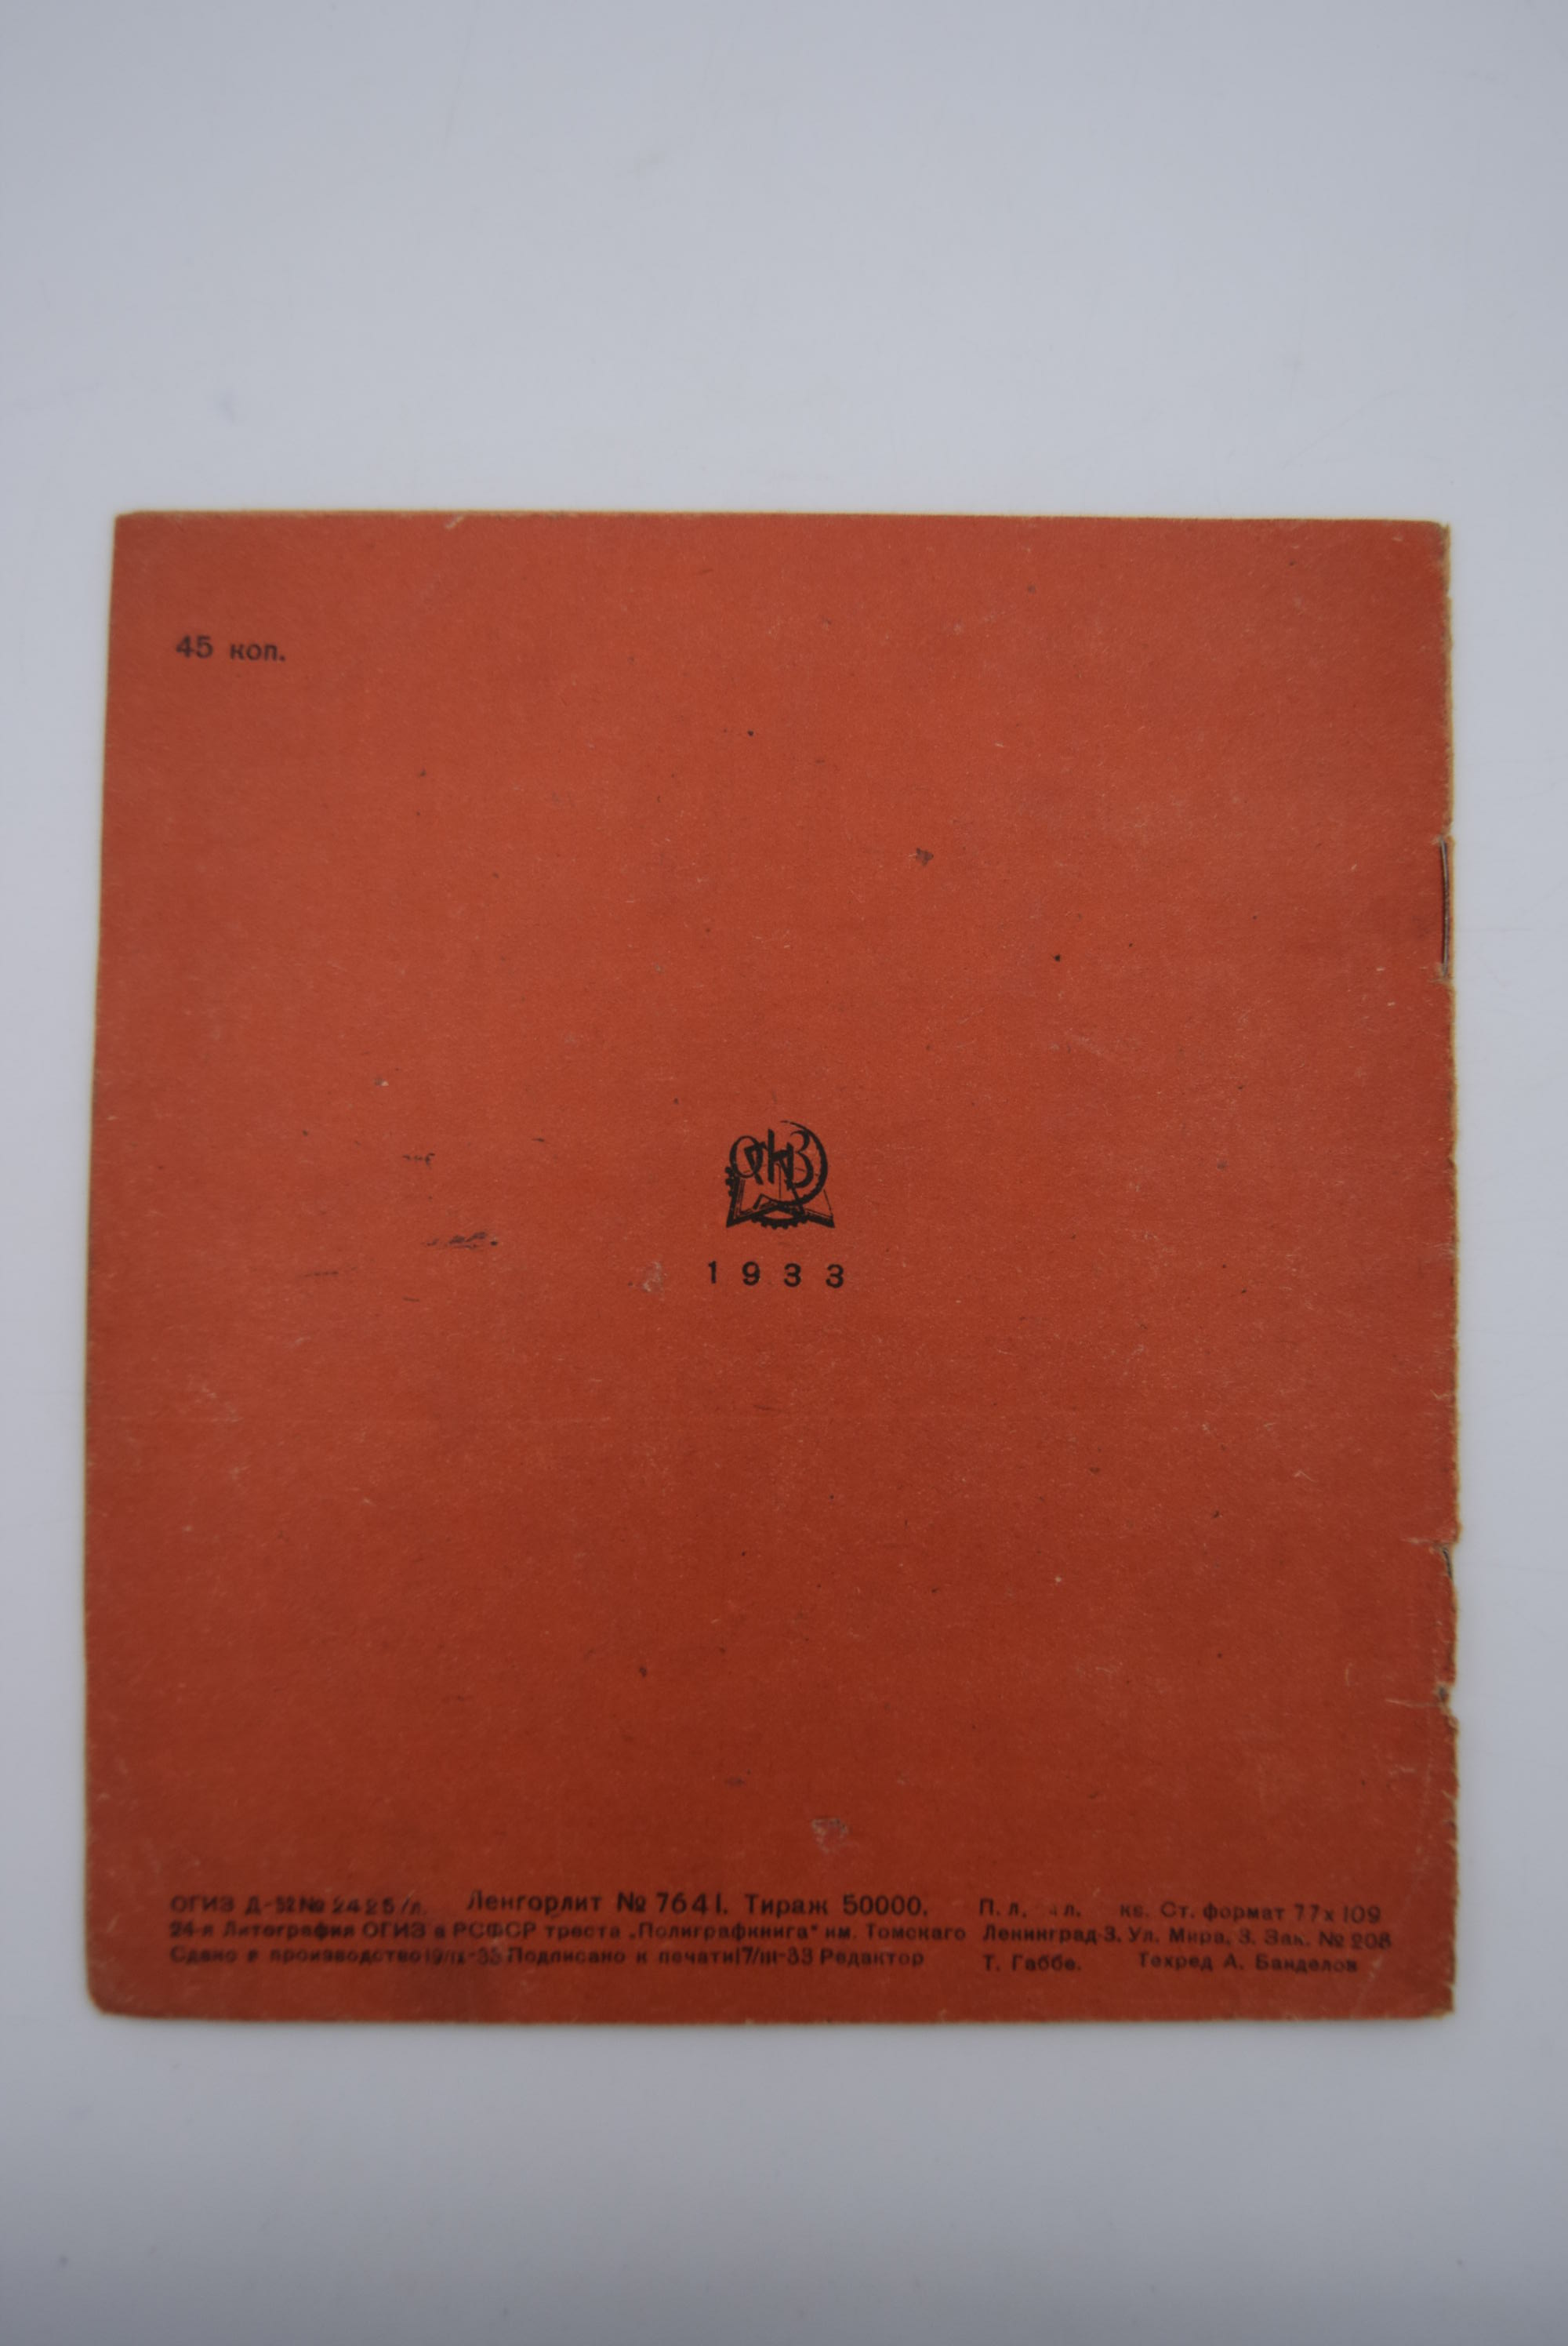 45 коп.
ОГИЗ
1933
ОГИЗ Д-52 № 2425/л. Ленгорлит № 7641. Тираж 50000. П. л. л. кв. Ст. формат 77х109
24-я Литография ОГИЗ а РСФСР треста „Полиграфкнига“ им. Томскаго Ленинград-3, Ул. Мира, 3. Зак. № 208
Сдано в производство Подписано к печати 17/III-33 Редактор Т. Габбе. Техред А. Банделов